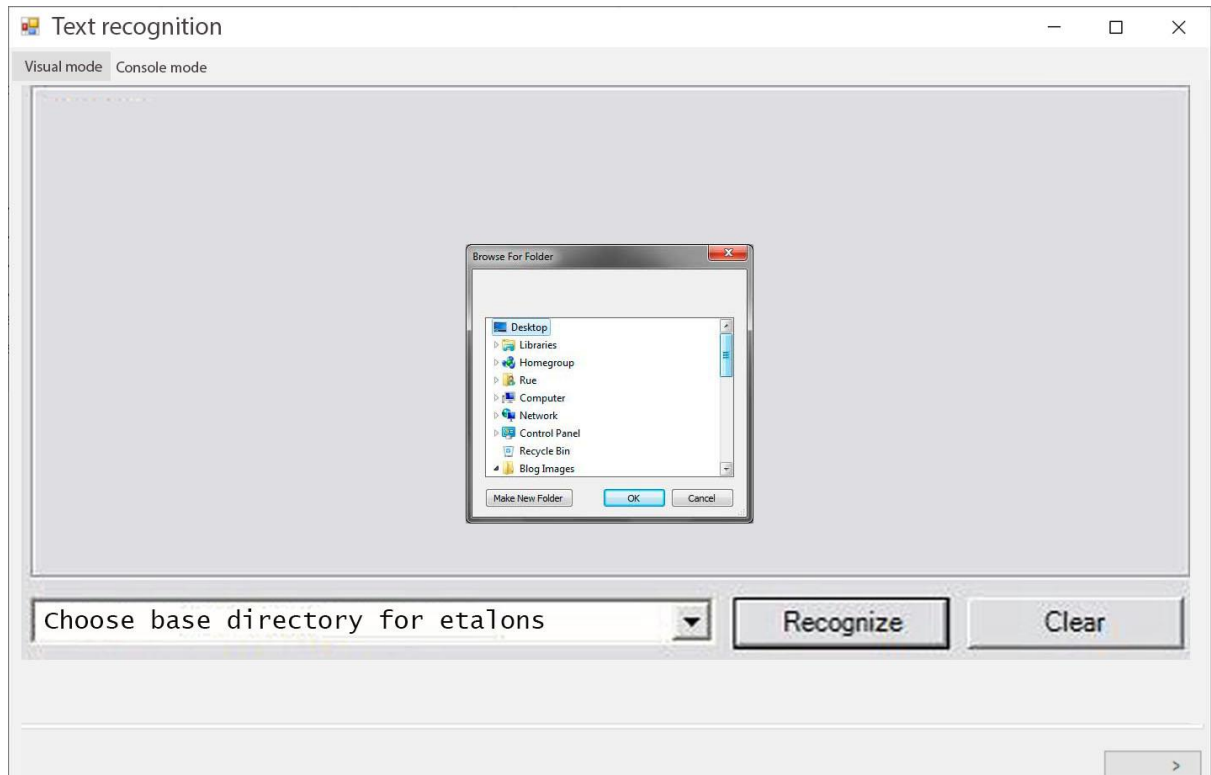 Text recognition
Visual mode Console mode
Browse For Folder
Desktop
Libraries
Homegroup
Rue
Computer
Network
Control Panel
Recycle Bin
Blog Images
Make New Folder OK Cancel
Choose base directory for etalons
Recognize Clear
>